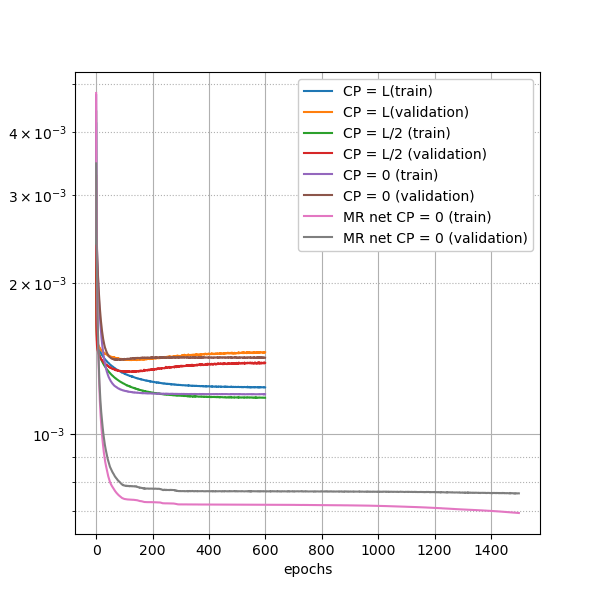 CP = L(train)
CP = L(validation)
CP = L/2 (train)
CP = L/2 (validation)
CP = 0 (train)
CP = 0 (validation)
MR net CP = 0 (train)
MR net CP = 0 (validation)
4 × 10⁻³
3 × 10⁻³
2 × 10⁻³
10⁻³
0 200 400 600 800 1000 1200 1400
epochs